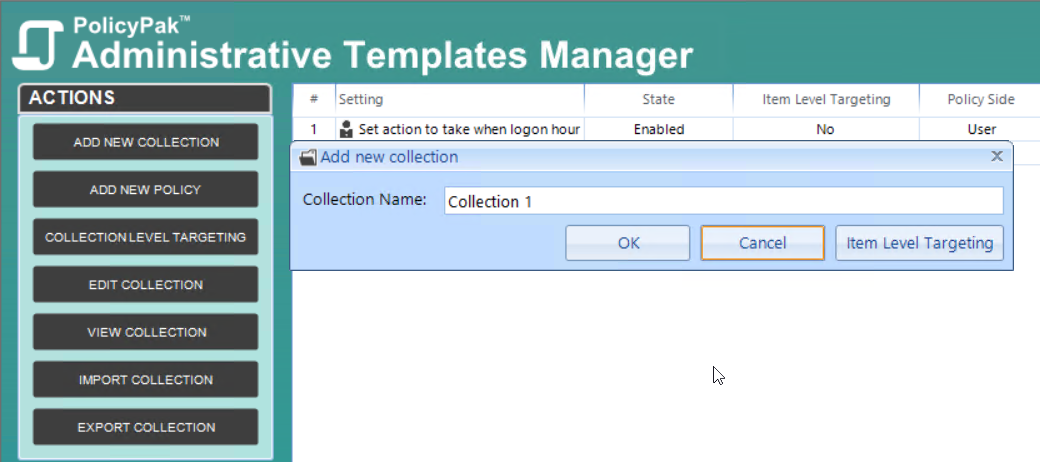 PolicyPak™
Administrative Templates Manager
ACTIONS
ADD NEW COLLECTION
ADD NEW POLICY
COLLECTION LEVEL TARGETING
EDIT COLLECTION
VIEW COLLECTION
IMPORT COLLECTION
EXPORT COLLECTION
# Setting State Item Level Targeting Policy Side
1 Set action to take when logon hour Enabled No User
Add new collection
Collection Name: Collection 1
OK Cancel Item Level Targeting